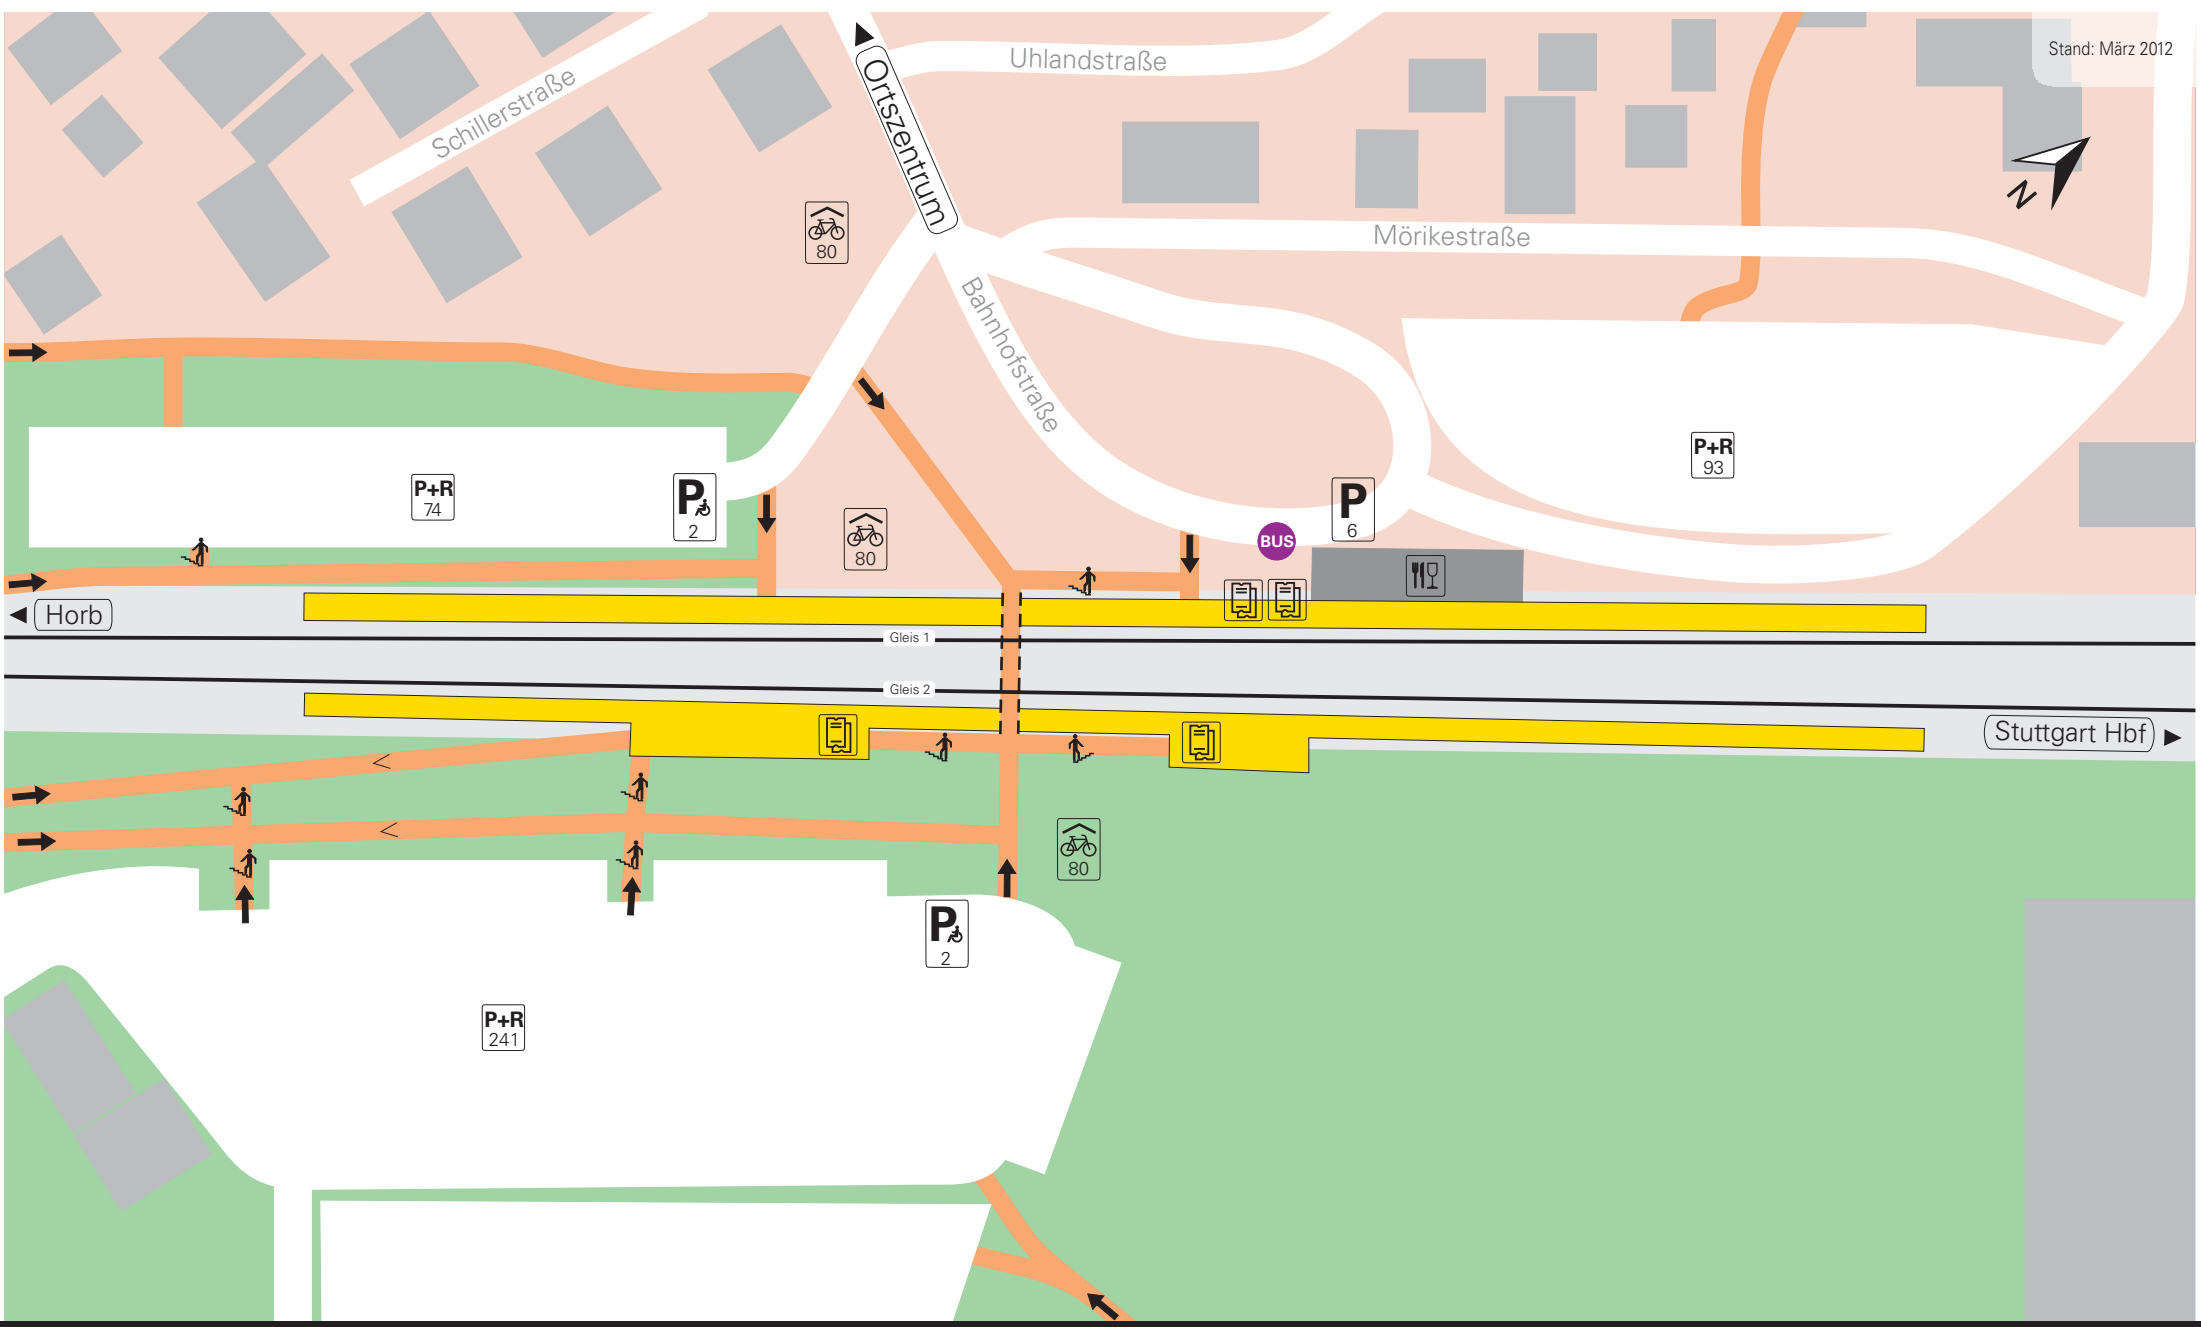 Stand: März 2012
Uhlandstraße
Schillerstraße
Ortszentrum
N
80
Mörikestraße
Bahnhofstraße
P+R
93
P+R
74
P
2
P
6
80
BUS
Horb
Gleis 1
Gleis 2
Stuttgart Hbf
80
P
2
P+R
241